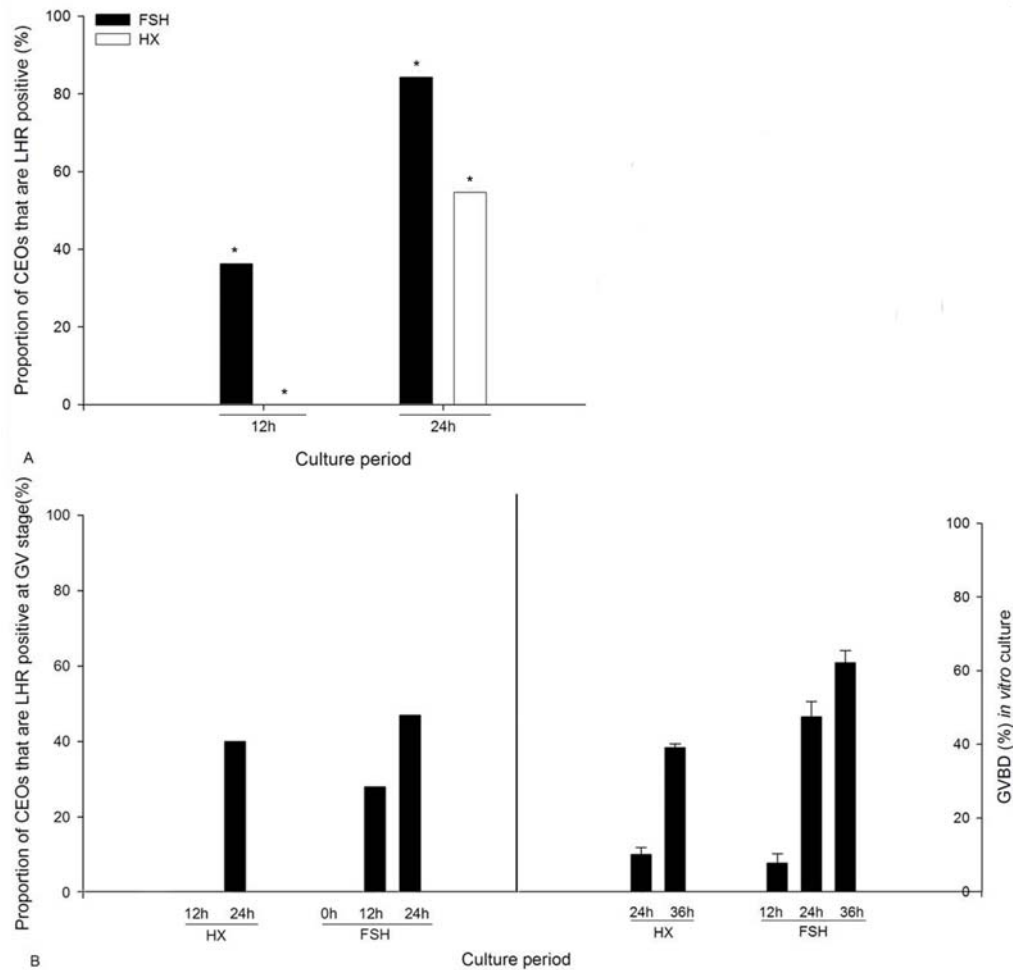 FSH
HX
Proportion of CEOs that are LHR positive (%)
100
80
60
40
20
0
*
*
*
*
12h
24h
A
Culture period
Proportion of CEOs that are LHR positive at GV stage(%)
100
80
60
40
20
0
12h 24h
HX
0h 12h 24h
FSH
24h 36h
HX
12h 24h 36h
FSH
100
80
60
40
20
0
GVBD (%) in vitro culture
B
Culture period